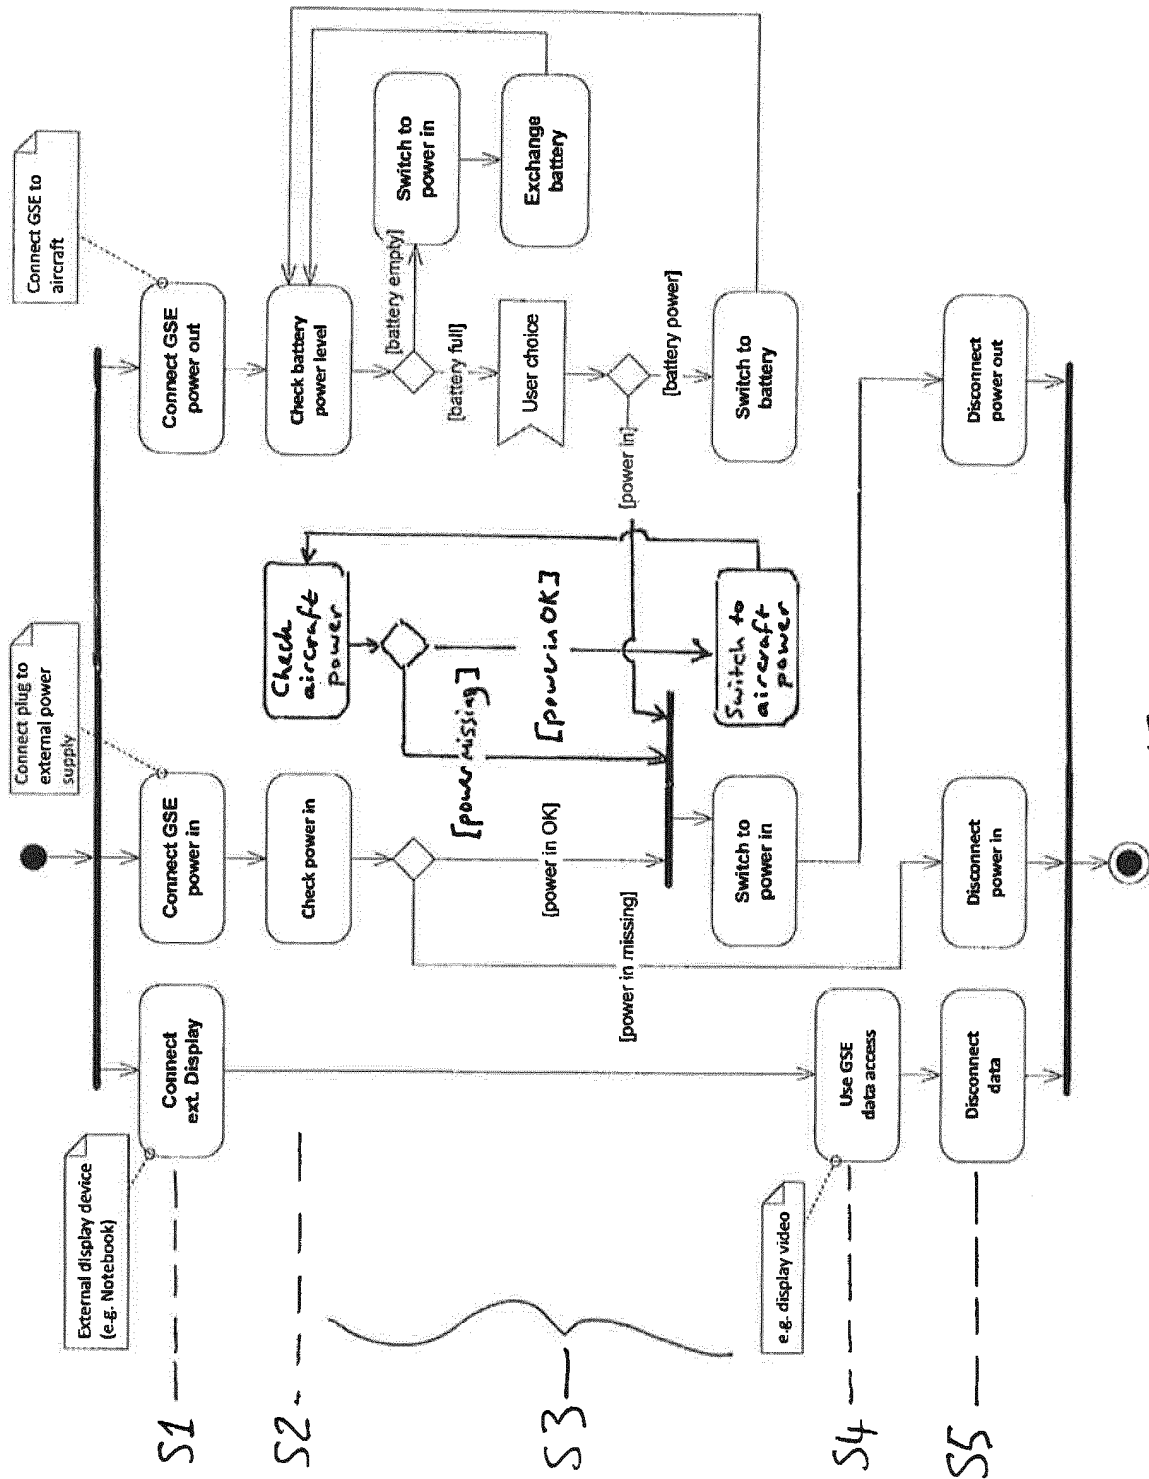 Connect GSE to
aircraft
Connect plug to
external power
supply
External display device
(e.g. Notebook)
S1
Connect
ext. Display
Connect GSE
power in
Connect GSE
power out
S2
Check power in
Check
aircraft
power
Check battery
power level
[battery empty]
Switch to
power in
[battery full]
Exchange
battery
User choice
S3
[power missing]
[power in OK]
[power in OK]
[power in missing]
[power in]
[battery power]
Switch to
power in
Switch to
aircraft
power
Switch to
battery
e.g. display video
S4
Use GSE
data access
S5
Disconnect
data
Disconnect
power in
Disconnect
power out